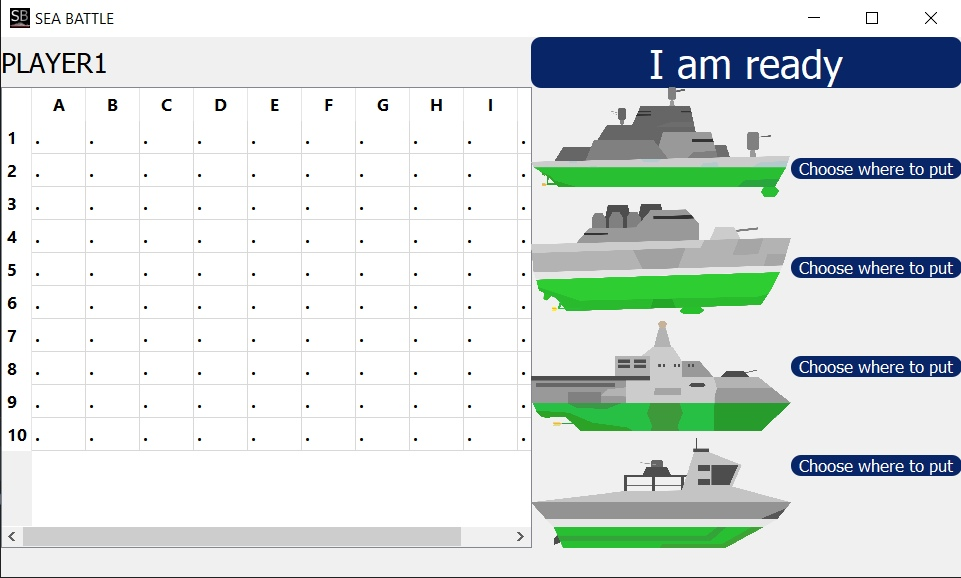 SB SEA BATTLE
PLAYER1
I am ready
A B C D E F G H I
1 . . . . . . . . . .
2 . . . . . . . . . .
3 . . . . . . . . . .
4 . . . . . . . . . .
5 . . . . . . . . . .
6 . . . . . . . . . .
7 . . . . . . . . . .
8 . . . . . . . . . .
9 . . . . . . . . . .
10 . . . . . . . . . .
Choose where to put
Choose where to put
Choose where to put
Choose where to put